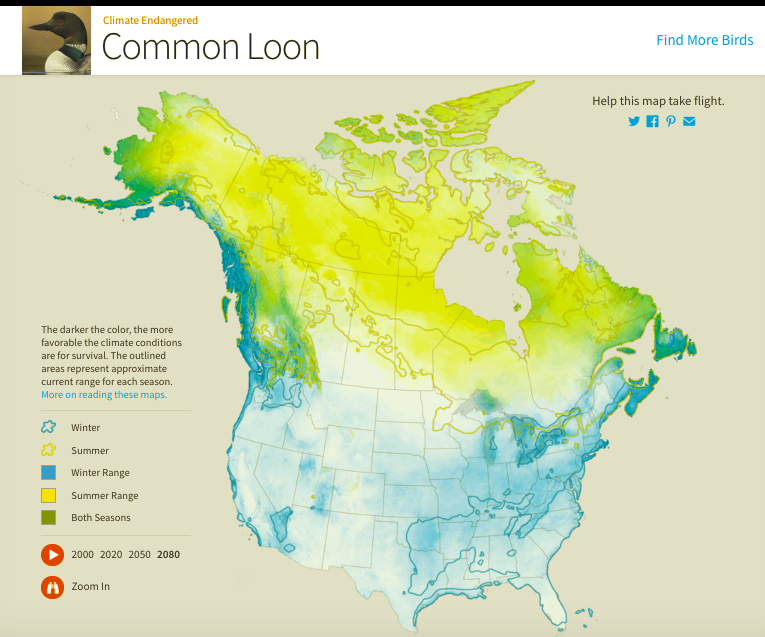 Climate Endangered
Common Loon
Find More Birds
Help this map take flight.
The darker the color, the more
favorable the climate conditions
are for survival. The outlined
areas represent approximate
current range for each season.
More on reading these maps.
Winter
Summer
Winter Range
Summer Range
Both Seasons
2000 2020 2050 2080
Zoom In